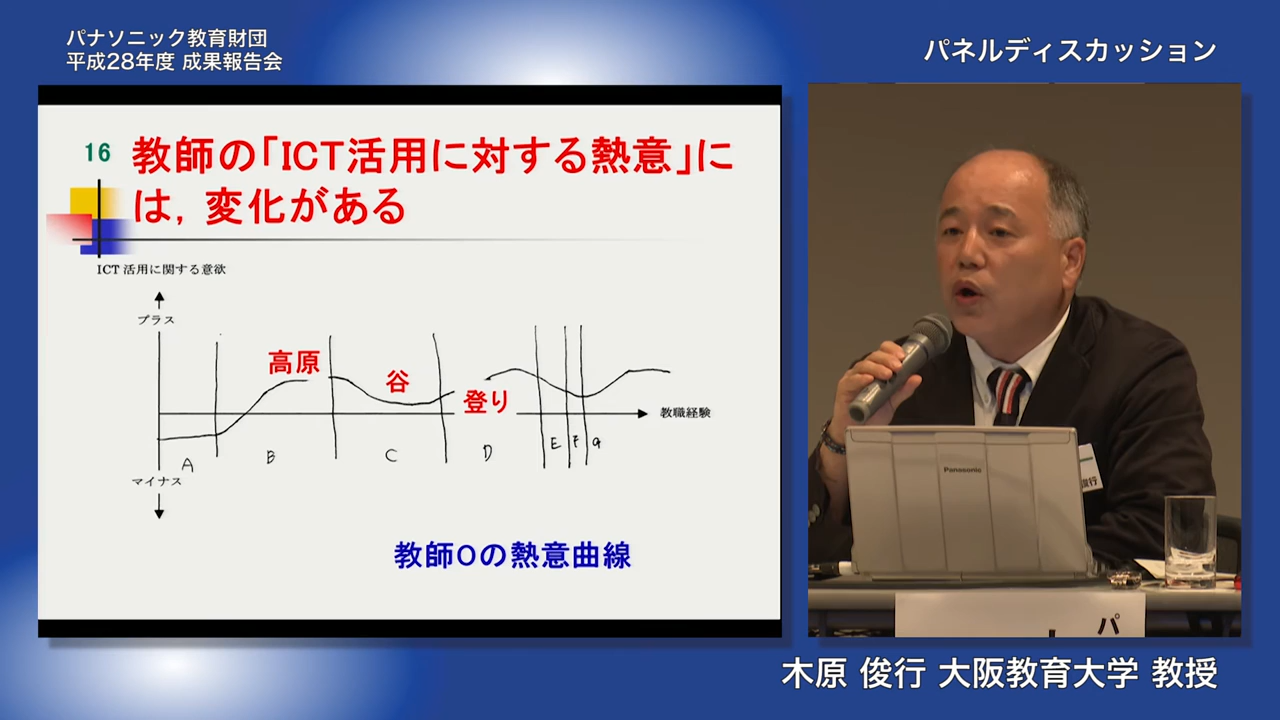 パナソニック教育財団
平成28年度 成果報告会
パネルディスカッション
16
教師の「ICT活用に対する熱意」に
は，変化がある
ICT 活用に関する意欲
プラス
高原
谷
登り
教職経験
A B C D E F G
マイナス
教師Oの熱意曲線
Panasonic
俊行
パ
木原 俊行 大阪教育大学 教授